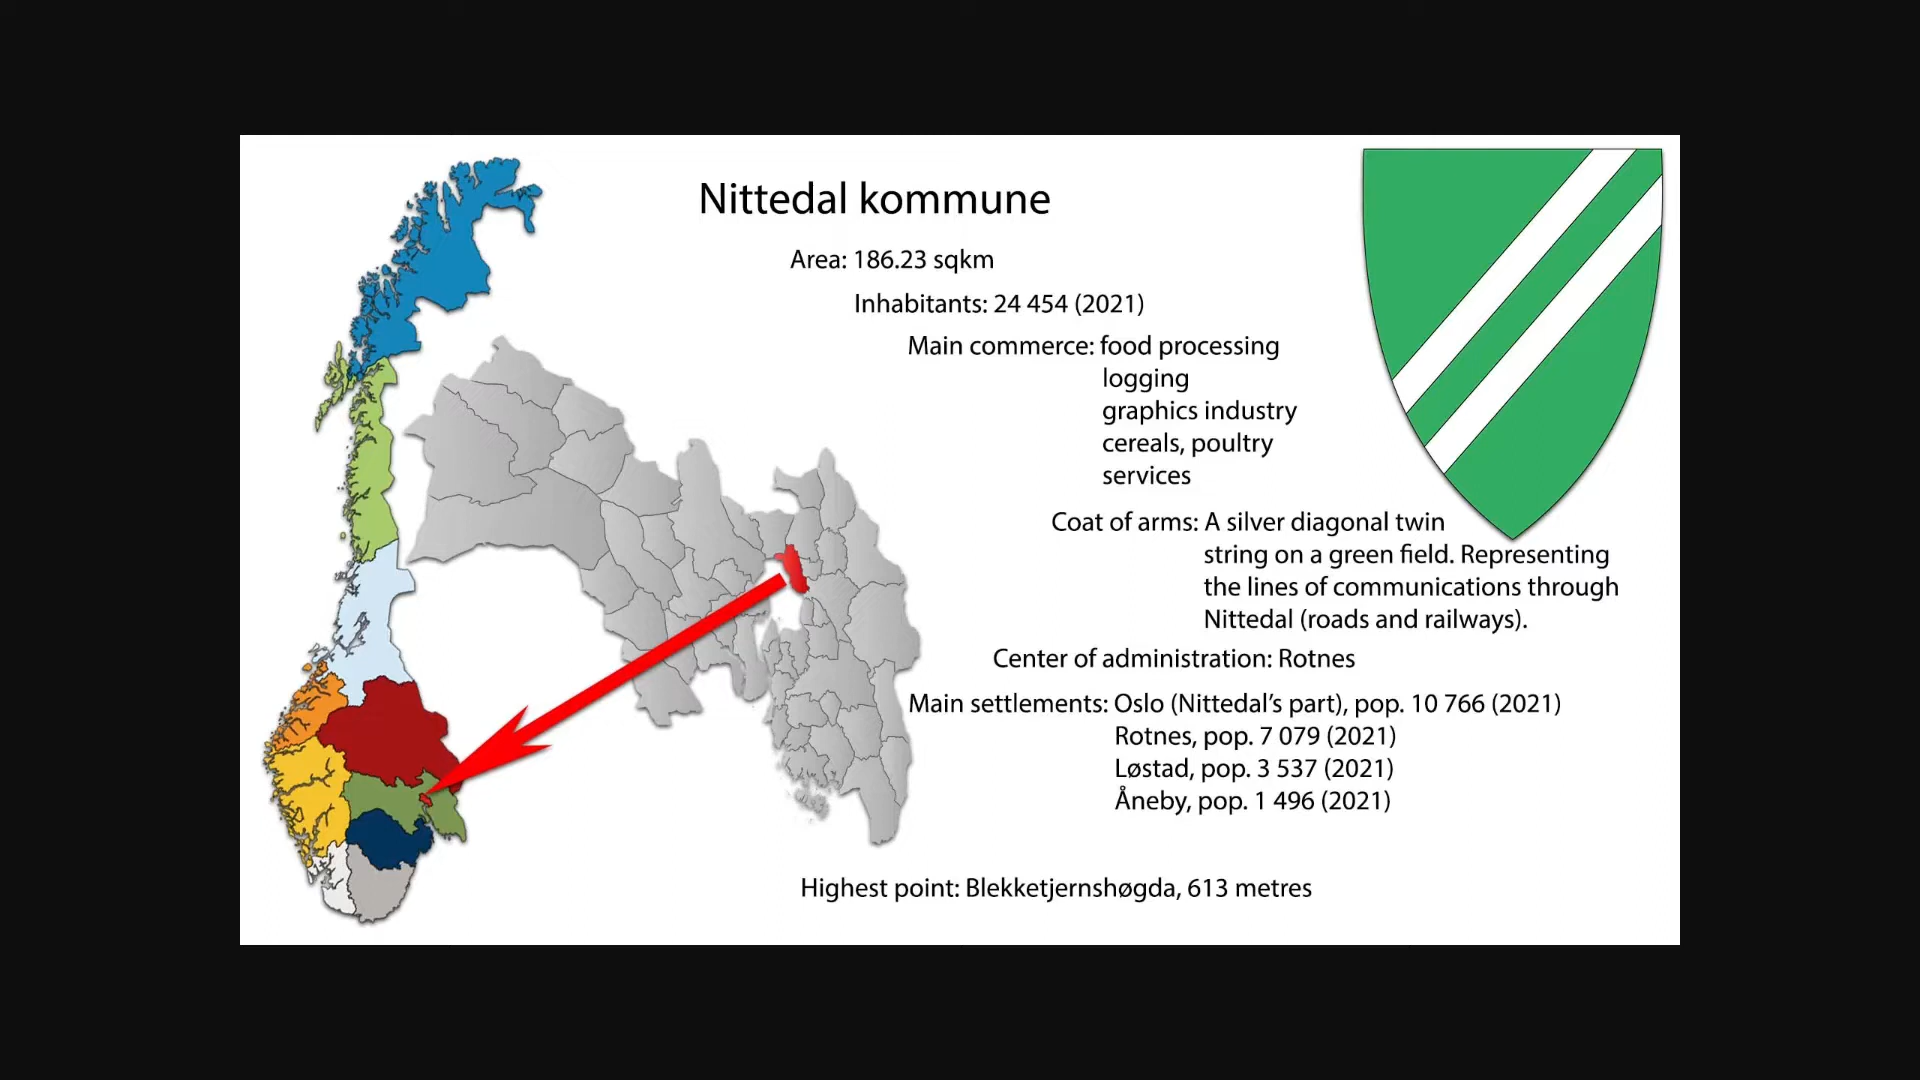 Nittedal kommune
Area: 186.23 sqkm
Inhabitants: 24 454 (2021)
Main commerce: food processing
logging
graphics industry
cereals, poultry
services
Coat of arms: A silver diagonal twin
string on a green field. Representing
the lines of communications through
Nittedal (roads and railways).
Center of administration: Rotnes
Main settlements: Oslo (Nittedal’s part), pop. 10 766 (2021)
Rotnes, pop. 7 079 (2021)
Løstad, pop. 3 537 (2021)
Åneby, pop. 1 496 (2021)
Highest point: Blekketjernshøgda, 613 metres